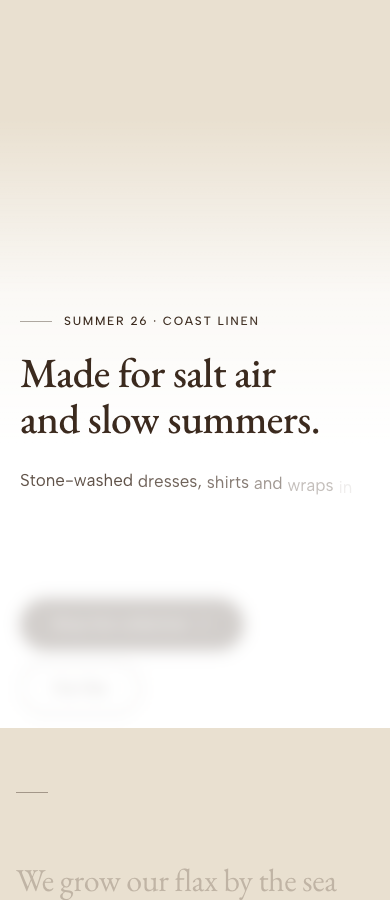 SUMMER 26 · COAST LINEN
Made for salt air
and slow summers.
Stone-washed dresses, shirts and wraps in
We grow our flax by the sea